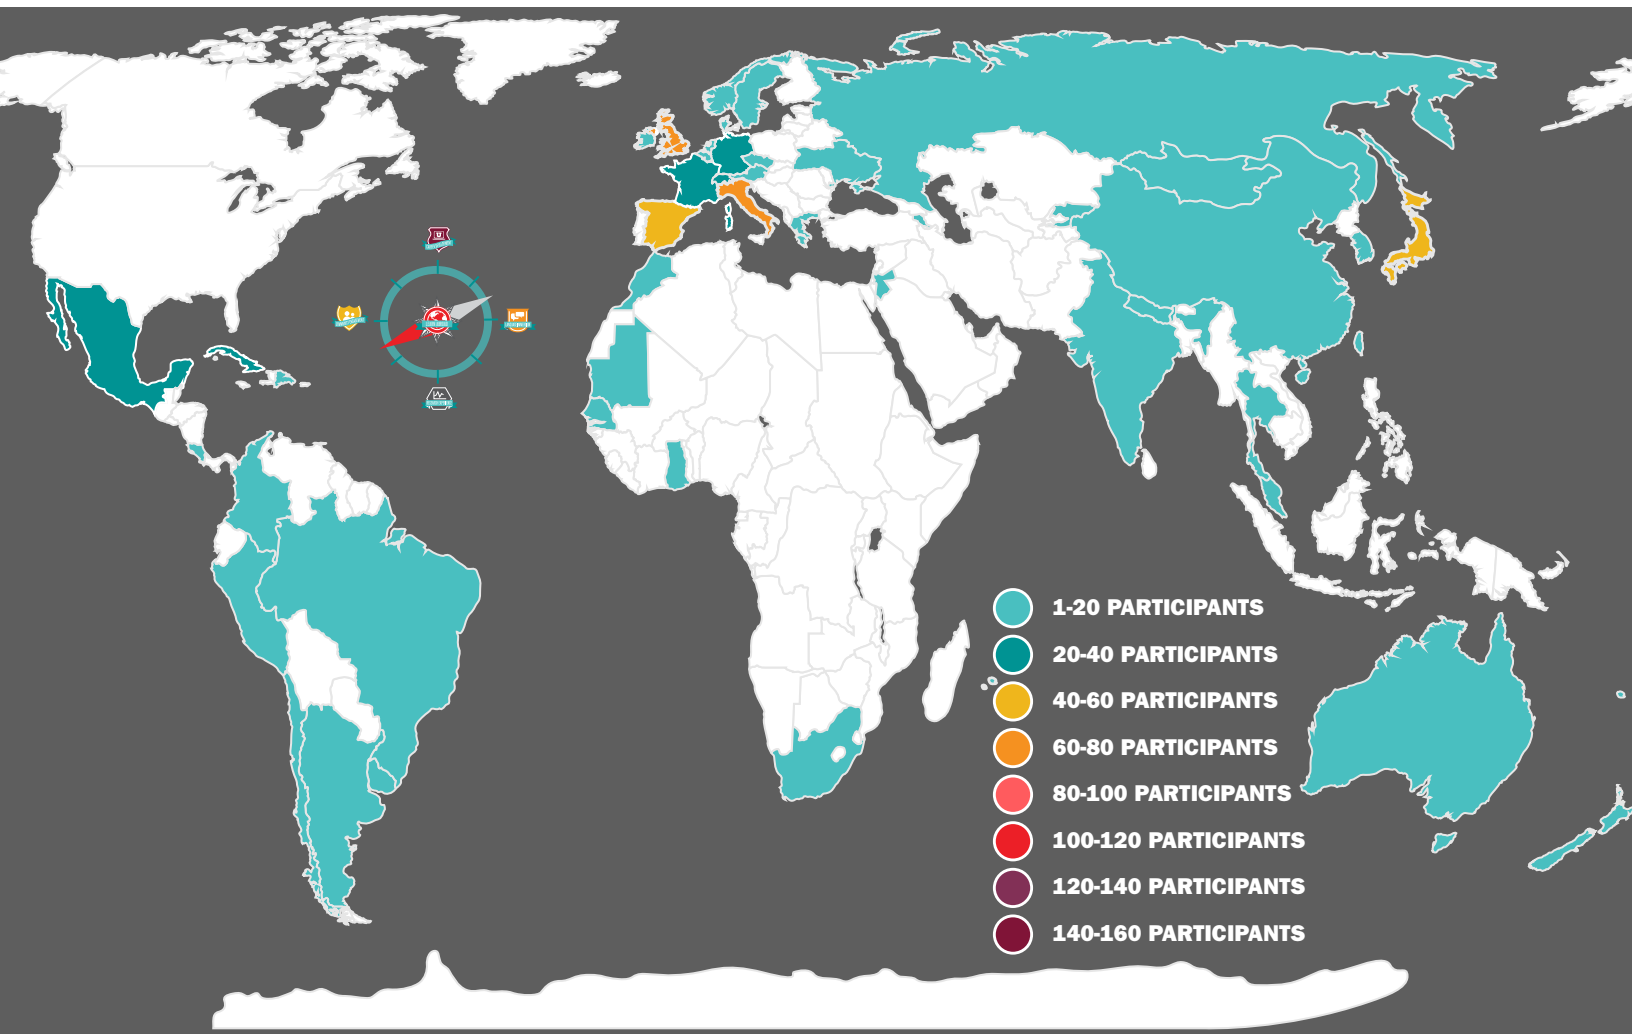 1-20 PARTICIPANTS
20-40 PARTICIPANTS
40-60 PARTICIPANTS
60-80 PARTICIPANTS
80-100 PARTICIPANTS
100-120 PARTICIPANTS
120-140 PARTICIPANTS
140-160 PARTICIPANTS